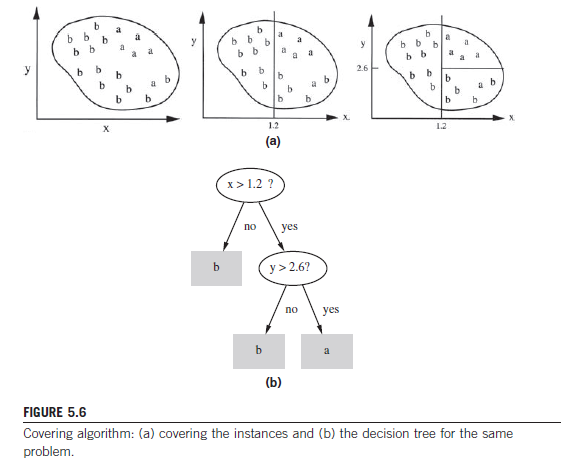 b a
b b b a
b b a a a
y b b b
b b a b
b b
x
b a
y b b b a
b b a a a
b b b
b b a b
b b
1.2
x
b a
y b b b a
b b a a a
2.6
b b b
b b a b
b b
1.2
x
(a)
x > 1.2 ?
no yes
b y > 2.6?
no yes
b a
(b)
FIGURE 5.6
Covering algorithm: (a) covering the instances and (b) the decision tree for the same
problem.